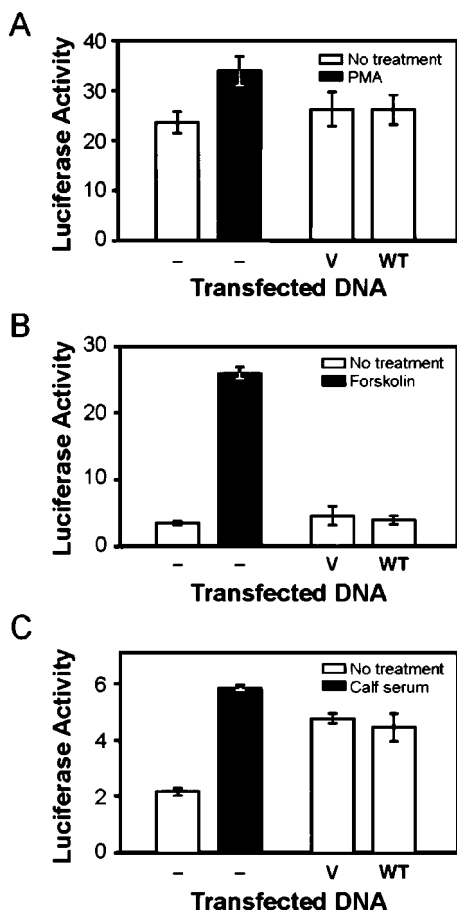 A
Luciferase Activity
40
30
20
10
0
No treatment
PMA
– – V WT
Transfected DNA
B
Luciferase Activity
30
20
10
0
No treatment
Forskolin
– – V WT
Transfected DNA
C
Luciferase Activity
6
4
2
0
No treatment
Calf serum
– – V WT
Transfected DNA